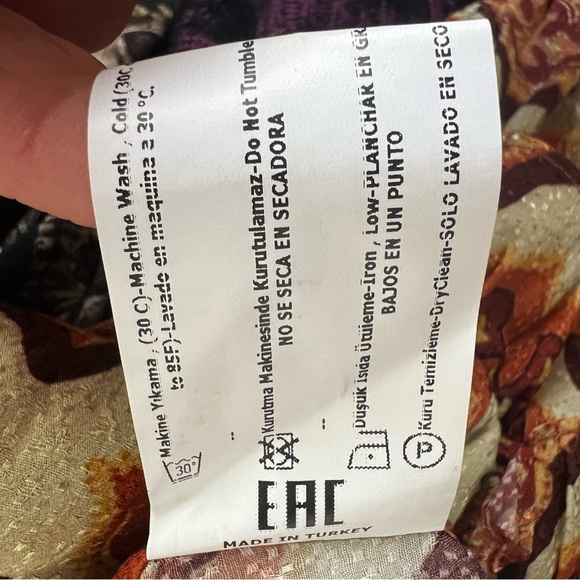 Makine Yıkama , (30 C)-Machine Wash , Cold (30C
to 85F)-Lavado en maquina a 30 °C.
Kurutma Makinesinde Kurutulamaz-Do Not Tumble
NO SE SECA EN SECADORA
Düşük Isıda Ütüleme-Iron , Low-PLANCHAR EN GR
BAJOS EN UN PUNTO
Kuru Temizleme-DryClean-SOLO LAVADO EN SECO
30°
P
EAC
MADE IN TURKEY